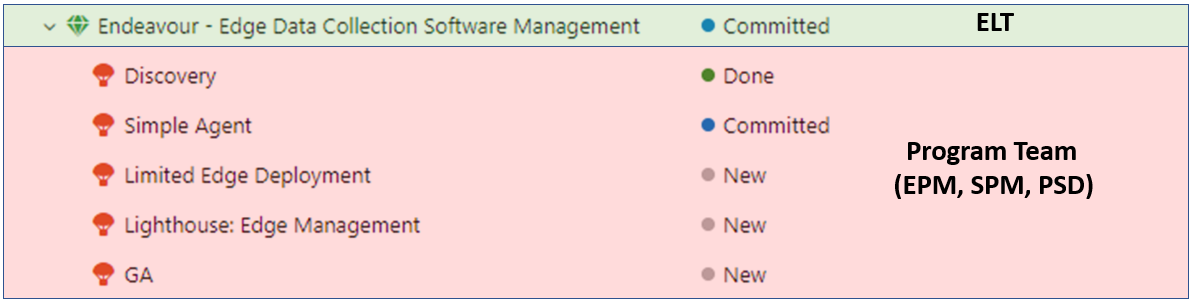 Endeavour - Edge Data Collection Software Management Committed ELT
Discovery Done
Simple Agent Committed
Limited Edge Deployment New
Program Team
(EPM, SPM, PSD)
Lighthouse: Edge Management New
GA New